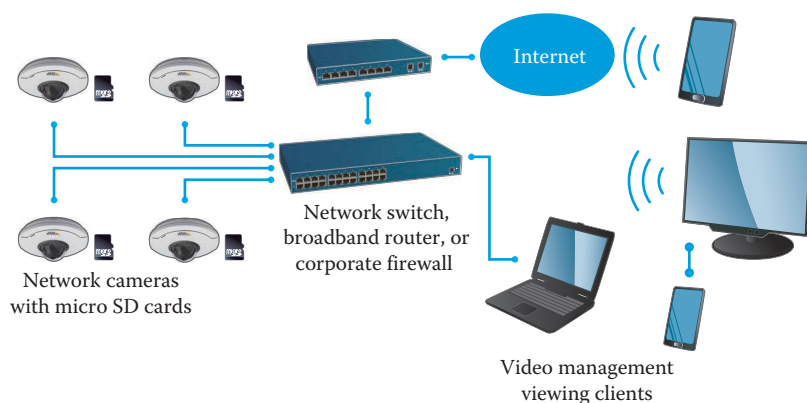 Internet
Network switch,
broadband router, or
corporate firewall
Network cameras
with micro SD cards
Video management
viewing clients